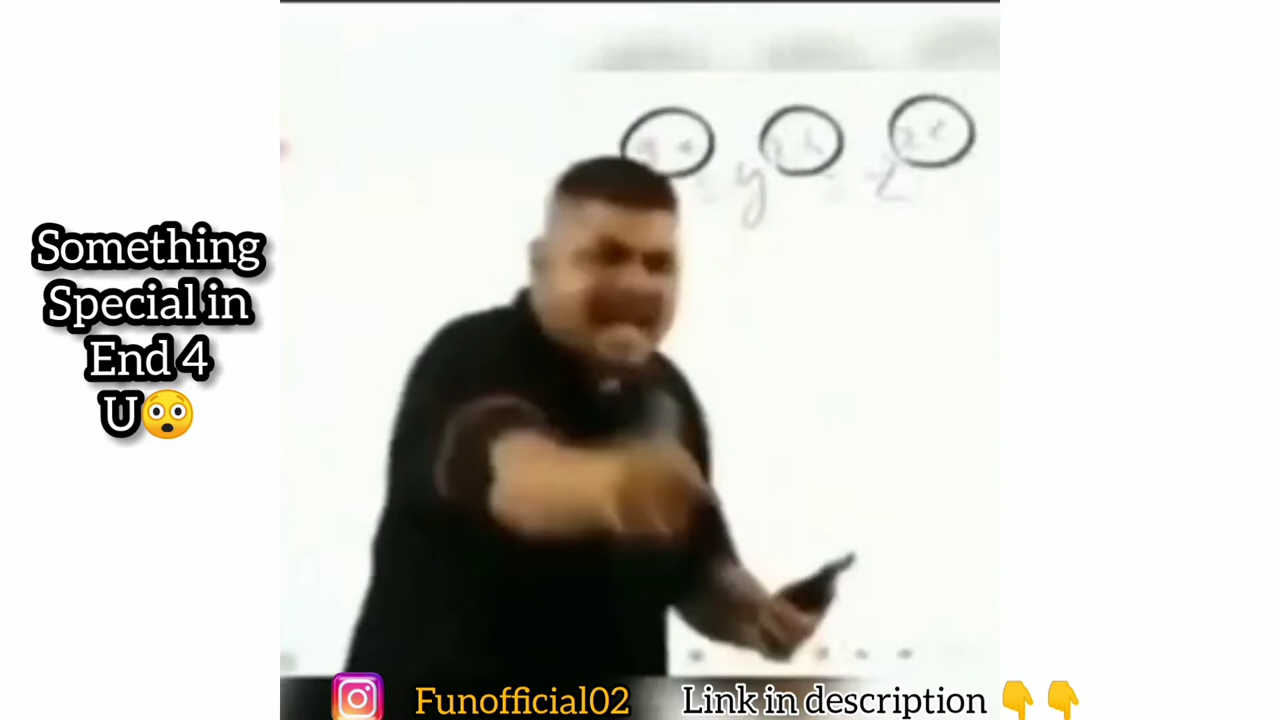 y
Something
Special in
End 4
U😲
Funofficial02
Link in description 👇👇